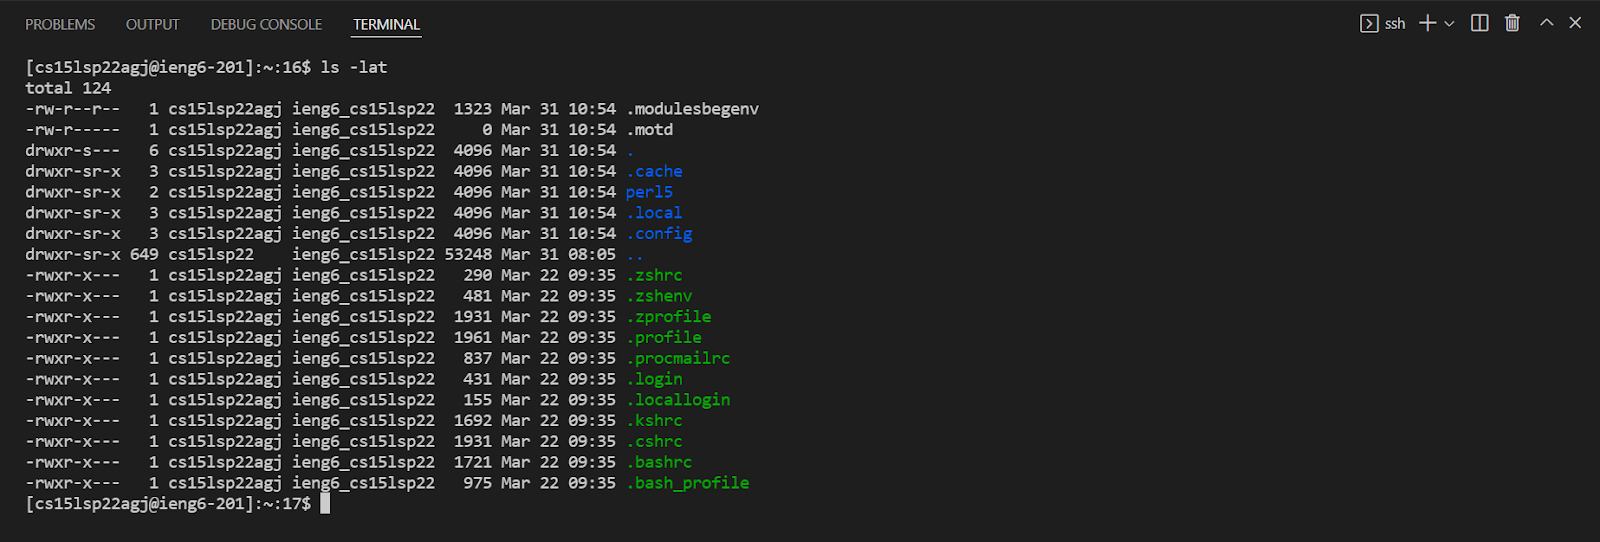 PROBLEMS OUTPUT DEBUG CONSOLE TERMINAL ssh
[cs15lsp22agj@ieng6-201]:~:16$ ls -lat
total 124
-rw-r--r--   1 cs15lsp22agj ieng6_cs15lsp22  1323 Mar 31 10:54 .modulesbegenv
-rw-r-----   1 cs15lsp22agj ieng6_cs15lsp22     0 Mar 31 10:54 .motd
drwxr-s---   6 cs15lsp22agj ieng6_cs15lsp22  4096 Mar 31 10:54 .
drwxr-sr-x   3 cs15lsp22agj ieng6_cs15lsp22  4096 Mar 31 10:54 .cache
drwxr-sr-x   2 cs15lsp22agj ieng6_cs15lsp22  4096 Mar 31 10:54 perl5
drwxr-sr-x   3 cs15lsp22agj ieng6_cs15lsp22  4096 Mar 31 10:54 .local
drwxr-sr-x   3 cs15lsp22agj ieng6_cs15lsp22  4096 Mar 31 10:54 .config
drwxr-sr-x 649 cs15lsp22    ieng6_cs15lsp22 53248 Mar 31 08:05 ..
-rwxr-x---   1 cs15lsp22agj ieng6_cs15lsp22   290 Mar 22 09:35 .zshrc
-rwxr-x---   1 cs15lsp22agj ieng6_cs15lsp22   481 Mar 22 09:35 .zshenv
-rwxr-x---   1 cs15lsp22agj ieng6_cs15lsp22  1931 Mar 22 09:35 .zprofile
-rwxr-x---   1 cs15lsp22agj ieng6_cs15lsp22  1961 Mar 22 09:35 .profile
-rwxr-x---   1 cs15lsp22agj ieng6_cs15lsp22   837 Mar 22 09:35 .procmailrc
-rwxr-x---   1 cs15lsp22agj ieng6_cs15lsp22   431 Mar 22 09:35 .login
-rwxr-x---   1 cs15lsp22agj ieng6_cs15lsp22   155 Mar 22 09:35 .locallogin
-rwxr-x---   1 cs15lsp22agj ieng6_cs15lsp22  1692 Mar 22 09:35 .kshrc
-rwxr-x---   1 cs15lsp22agj ieng6_cs15lsp22  1931 Mar 22 09:35 .cshrc
-rwxr-x---   1 cs15lsp22agj ieng6_cs15lsp22  1721 Mar 22 09:35 .bashrc
-rwxr-x---   1 cs15lsp22agj ieng6_cs15lsp22   975 Mar 22 09:35 .bash_profile
[cs15lsp22agj@ieng6-201]:~:17$